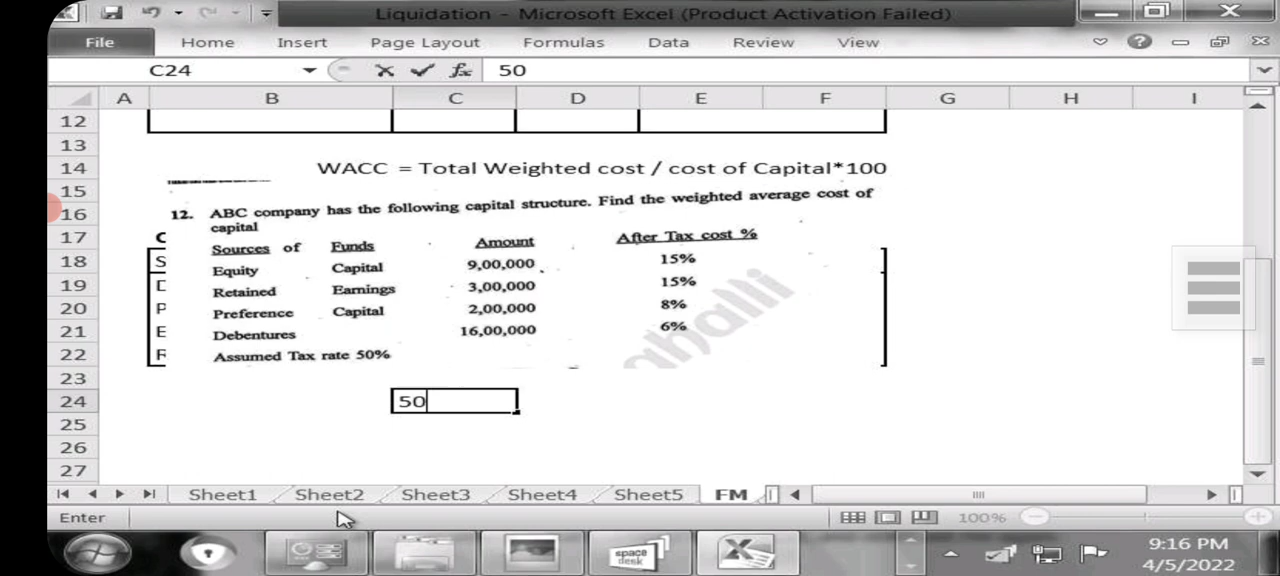 Liquidation - Microsoft Excel (Product Activation Failed)
File Home Insert Page Layout Formulas Data Review View
C24 fx 50
A B C D E F G H I
12
13
14 WACC = Total Weighted cost / cost of Capital*100
15
16 12. ABC company has the following capital structure. Find the weighted average cost of
capital
17 C Sources of Funds Amount After Tax cost %
18 S Equity Capital 9,00,000 15%
19 D Retained Earnings 3,00,000 15%
20 P Preference Capital 2,00,000 8%
21 E Debentures 16,00,000 6%
22 R Assumed Tax rate 50%
23
24 50
25
26
27
Sheet1 Sheet2 Sheet3 Sheet4 Sheet5 FM
Enter 100%
space
desk
9:16 PM
4/5/2022